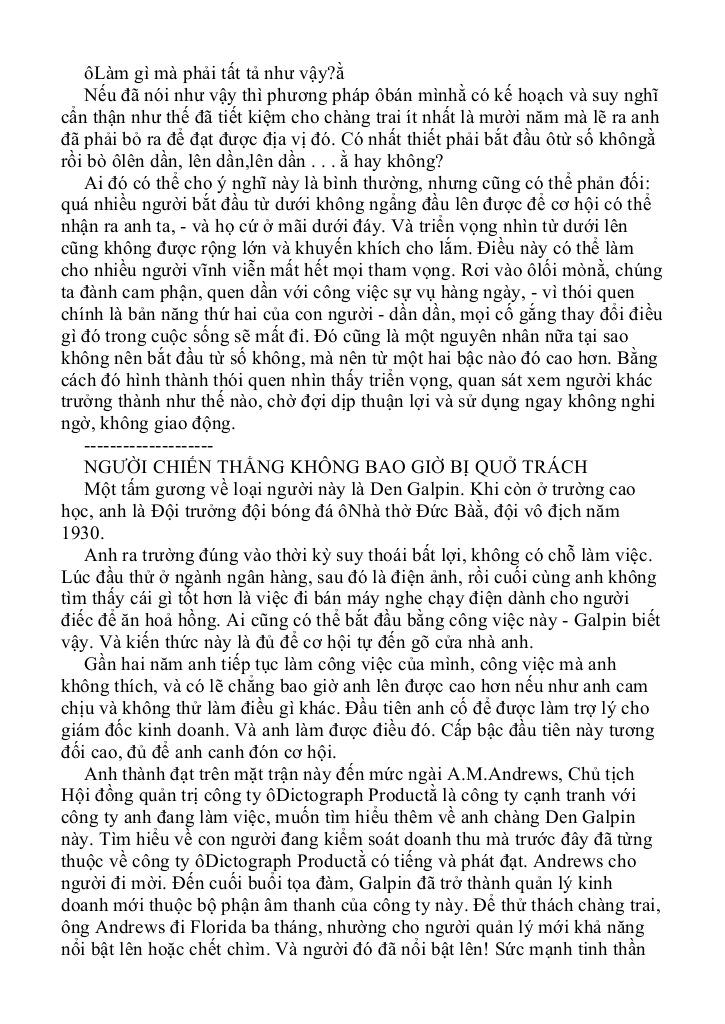 ôLàm gì mà phải tất tả như vậy?ằ
Nếu đã nói như vậy thì phương pháp ôbán mìnhằ có kế hoạch và suy nghĩ
cẩn thận như thế đã tiết kiệm cho chàng trai ít nhất là mười năm mà lẽ ra anh
đã phải bỏ ra để đạt được địa vị đó. Có nhất thiết phải bắt đầu ôtừ số khôngằ
rồi bò ôlên dần, lên dần,lên dần . . . ằ hay không?
Ai đó có thể cho ý nghĩ này là bình thường, nhưng cũng có thể phản đối:
quá nhiều người bắt đầu từ dưới không ngẩng đầu lên được để cơ hội có thể
nhận ra anh ta, - và họ cứ ở mãi dưới đáy. Và triển vọng nhìn từ dưới lên
cũng không được rộng lớn và khuyến khích cho lắm. Điều này có thể làm
cho nhiều người vĩnh viễn mất hết mọi tham vọng. Rơi vào ôlối mònằ, chúng
ta đành cam phận, quen dần với công việc sự vụ hàng ngày, - vì thói quen
chính là bản năng thứ hai của con người - dần dần, mọi cố gắng thay đổi điều
gì đó trong cuộc sống sẽ mất đi. Đó cũng là một nguyên nhân nữa tại sao
không nên bắt đầu từ số không, mà nên từ một hai bậc nào đó cao hơn. Bằng
cách đó hình thành thói quen nhìn thấy triển vọng, quan sát xem người khác
trưởng thành như thế nào, chờ đợi dịp thuận lợi và sử dụng ngay không nghi
ngờ, không giao động.
--------------------
NGƯỜI CHIẾN THẮNG KHÔNG BAO GIỜ BỊ QUỞ TRÁCH
Một tấm gương về loại người này là Den Galpin. Khi còn ở trường cao
học, anh là Đội trưởng đội bóng đá ôNhà thờ Đức Bàằ, đội vô địch năm
1930.
Anh ra trường đúng vào thời kỳ suy thoái bất lợi, không có chỗ làm việc.
Lúc đầu thử ở ngành ngân hàng, sau đó là điện ảnh, rồi cuối cùng anh không
tìm thấy cái gì tốt hơn là việc đi bán máy nghe chạy điện dành cho người
điếc để ăn hoả hồng. Ai cũng có thể bắt đầu bằng công việc này - Galpin biết
vậy. Và kiến thức này là đủ để cơ hội tự đến gõ cửa nhà anh.
Gần hai năm anh tiếp tục làm công việc của mình, công việc mà anh
không thích, và có lẽ chẳng bao giờ anh lên được cao hơn nếu như anh cam
chịu và không thử làm điều gì khác. Đầu tiên anh cố để được làm trợ lý cho
giám đốc kinh doanh. Và anh làm được điều đó. Cấp bậc đầu tiên này tương
đối cao, đủ để anh canh đón cơ hội.
Anh thành đạt trên mặt trận này đến mức ngài A.M.Andrews, Chủ tịch
Hội đồng quản trị công ty ôDictograph Productằ là công ty cạnh tranh với
công ty anh đang làm việc, muốn tìm hiểu thêm về anh chàng Den Galpin
này. Tìm hiểu về con người đang kiểm soát doanh thu mà trước đây đã từng
thuộc về công ty ôDictograph Productằ có tiếng và phát đạt. Andrews cho
người đi mời. Đến cuối buổi tọa đàm, Galpin đã trở thành quản lý kinh
doanh mới thuộc bộ phận âm thanh của công ty này. Để thử thách chàng trai,
ông Andrews đi Florida ba tháng, nhường cho người quản lý mới khả năng
nổi bật lên hoặc chết chìm. Và người đó đã nổi bật lên! Sức mạnh tinh thần